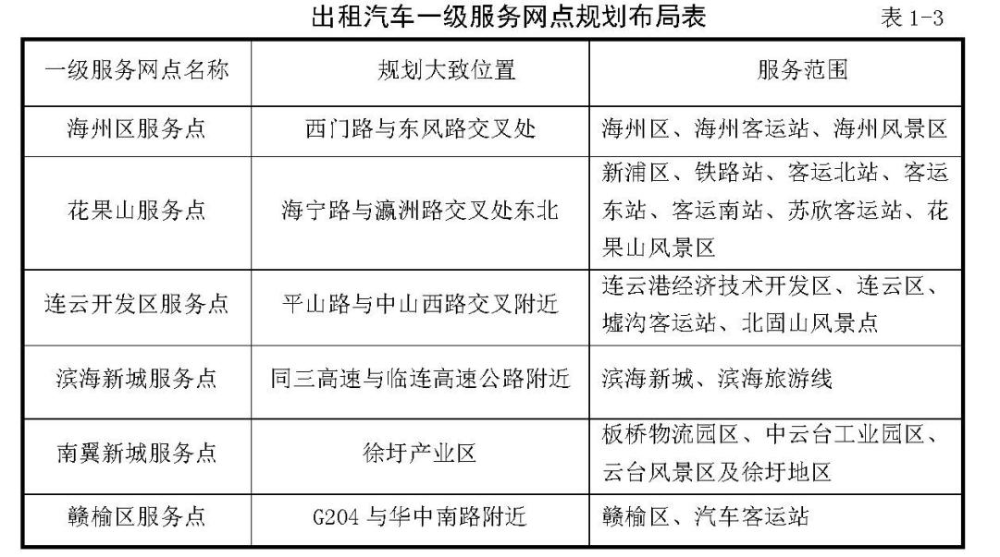 出租汽车一级服务网点规划布局表 表 1-3
一级服务网点名称 规划大致位置 服务范围
海州区服务点 西门路与东风路交叉处 海州区、海州客运站、海州风景区
花果山服务点 海宁路与瀛洲路交叉处东北 新浦区、铁路站、客运北站、客运
东站、客运南站、苏欣客运站、花
果山风景区
连云开发区服务点 平山路与中山西路交叉附近 连云港经济技术开发区、连云区、
墟沟客运站、北固山风景点
滨海新城服务点 同三高速与临连高速公路附近 滨海新城、滨海旅游线
南翼新城服务点 徐圩产业区 板桥物流园区、中云台工业园区、
云台风景区及徐圩地区
赣榆区服务点 G204 与华中南路附近 赣榆区、汽车客运站